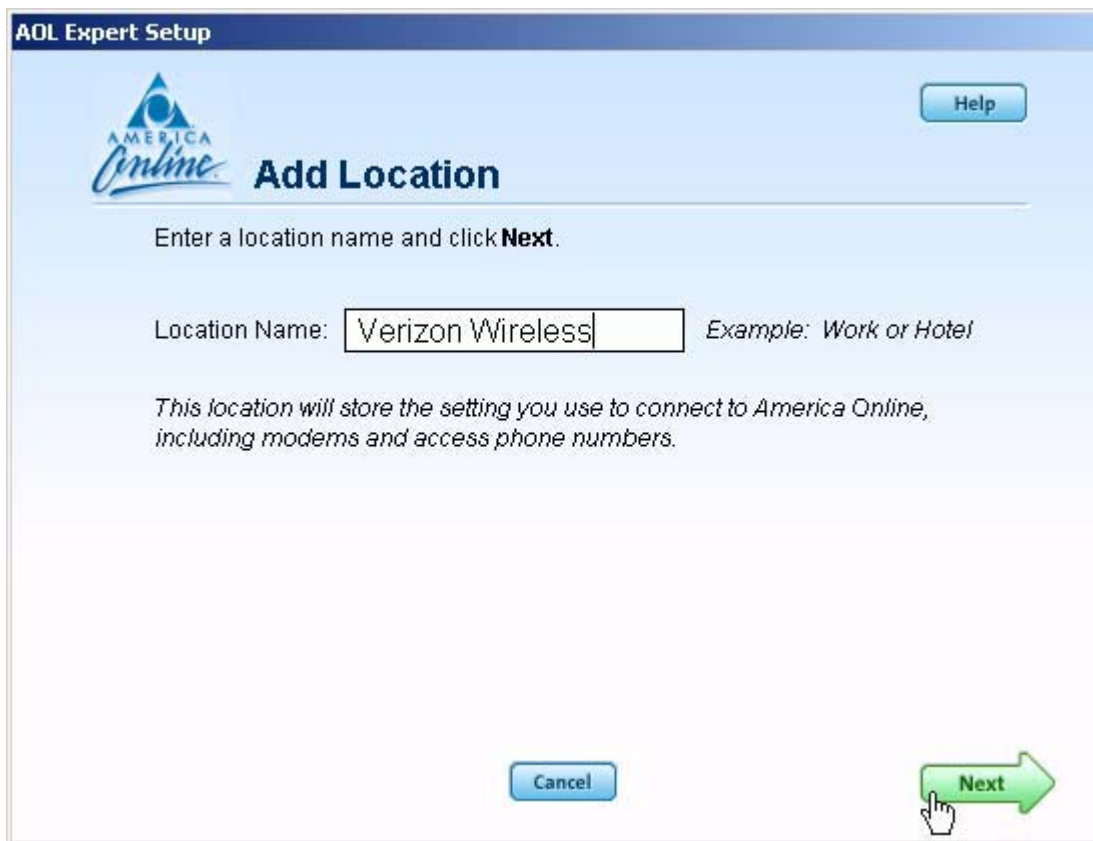 AOL Expert Setup
Help
AMERICA
Online.
Add Location
Enter a location name and click Next.
Location Name: Verizon Wireless Example: Work or Hotel
This location will store the setting you use to connect to America Online,
including modems and access phone numbers.
Cancel
Next